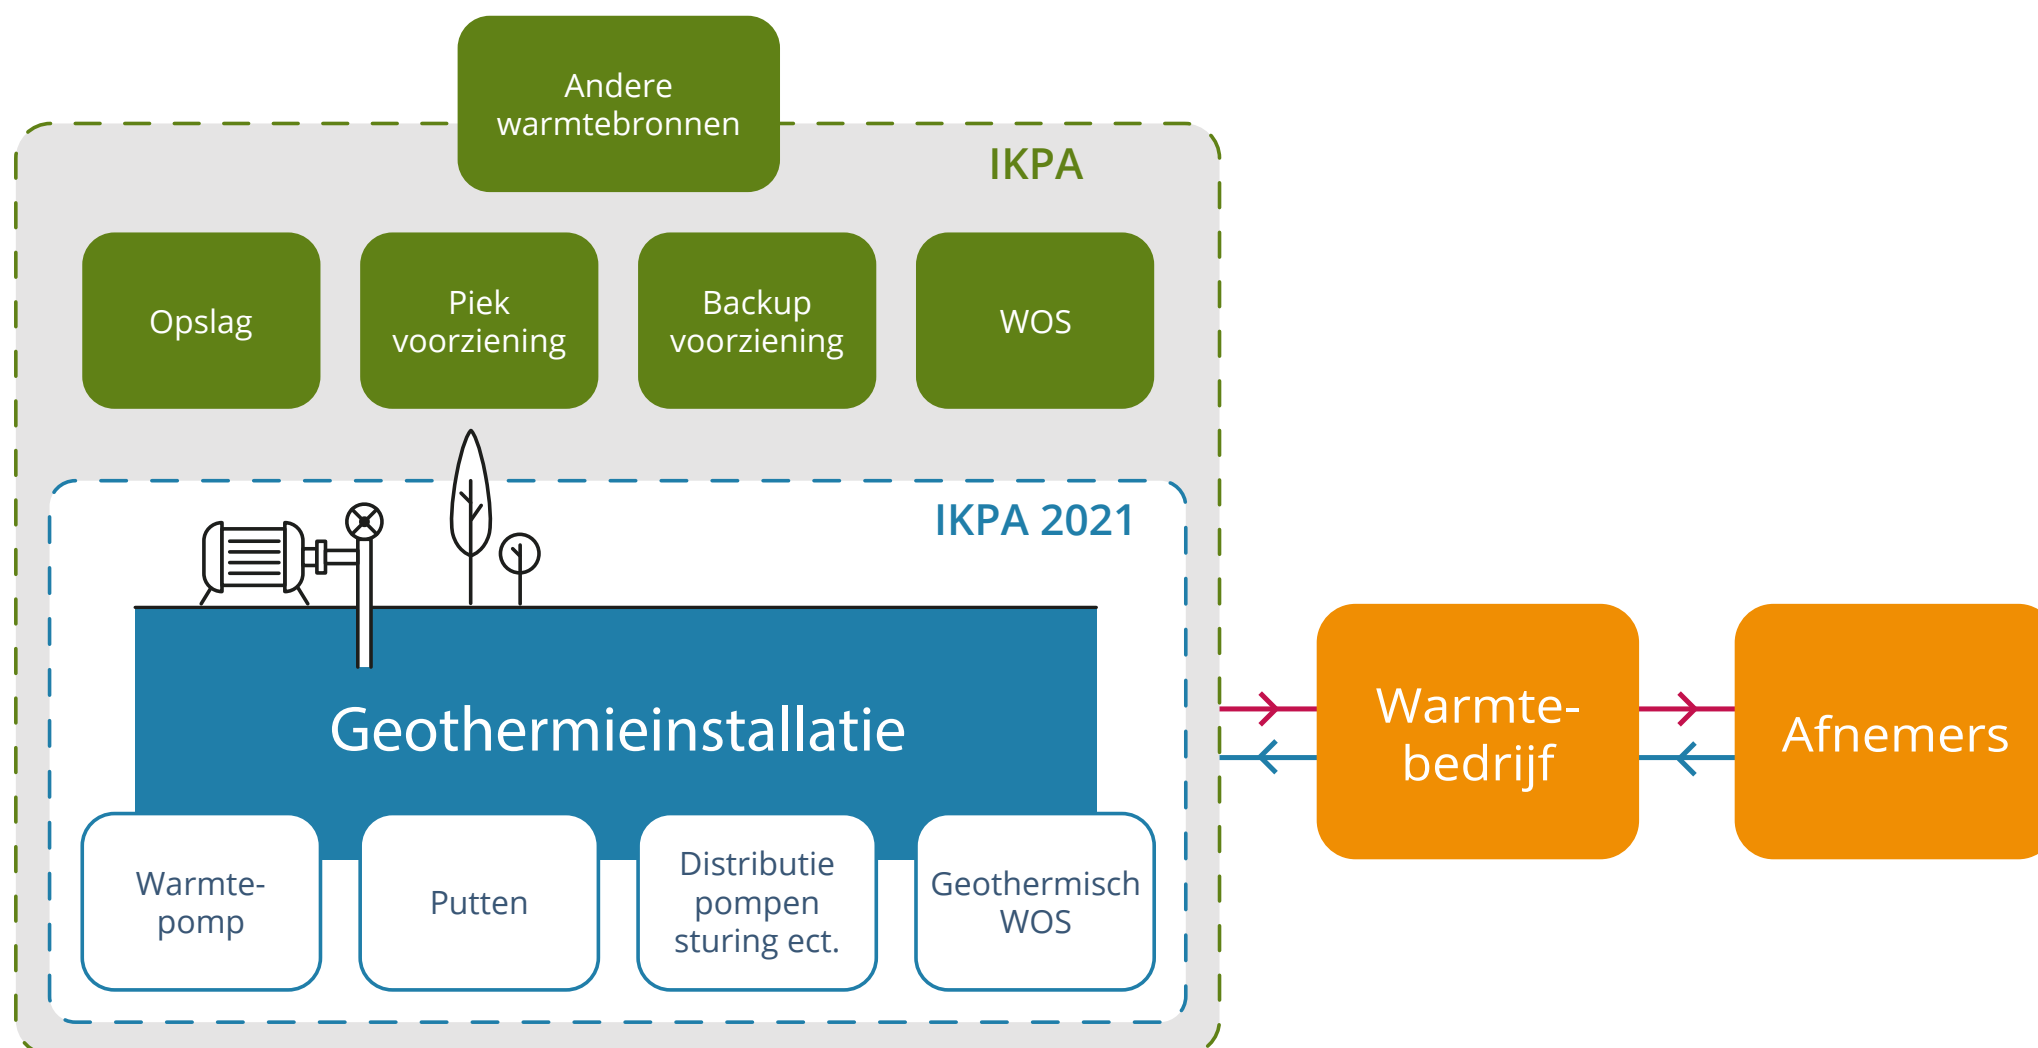 Andere
warmtebronnen
IKPA
Opslag
Piek
voorziening
Backup
voorziening
WOS
IKPA 2021
Geothermieinstallatie
Warmte-
pomp
Putten
Distributie
pompen
sturing ect.
Geothermisch
WOS
Warmte-
bedrijf
Afnemers